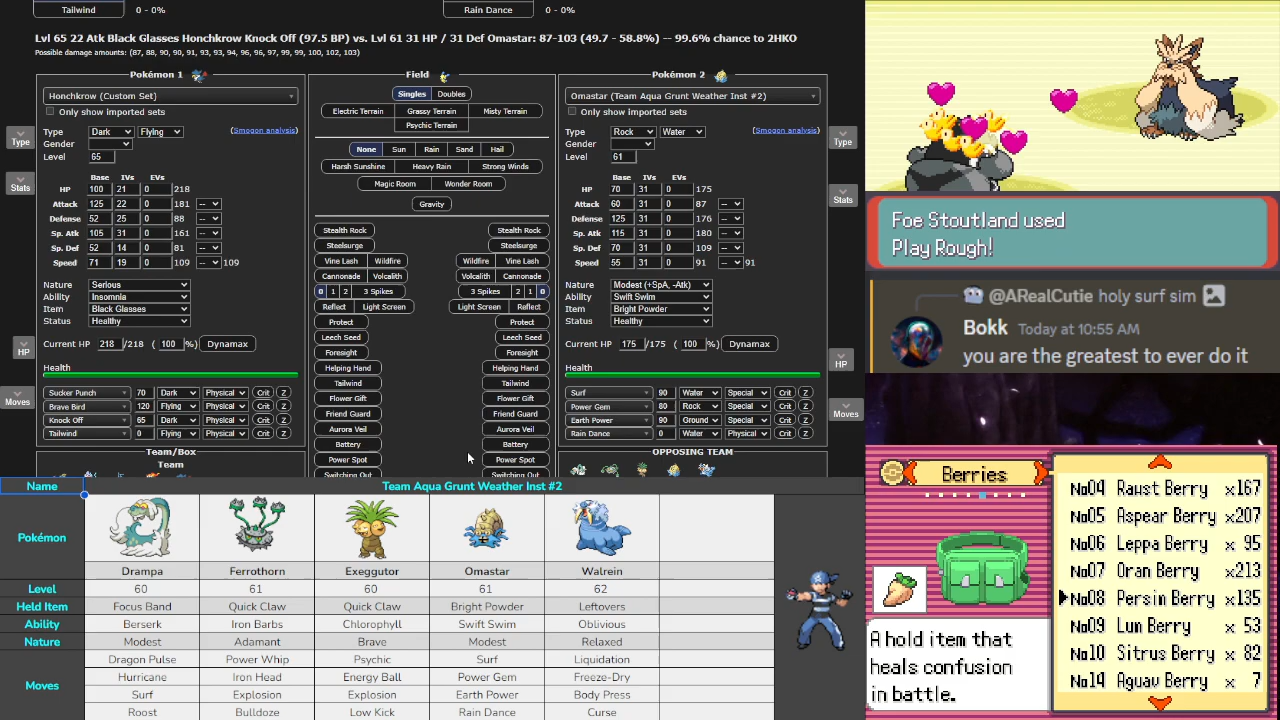 Tailwind 0 - 0%
Rain Dance 0 - 0%
Lvl 65 22 Atk Black Glasses Honchkrow Knock Off (97.5 BP) vs. Lvl 61 31 HP / 31 Def Omastar: 87-103 (49.7 - 58.8%) -- 99.6% chance to 2HKO
Possible damage amounts: (87, 88, 90, 90, 91, 93, 93, 94, 96, 96, 97, 99, 99, 100, 102, 103)
Pokémon 1
Honchkrow (Custom Set)
Only show imported sets
Type Dark Flying (Smogon analysis)
Gender
Level 65
Base IVs EVs
HP 100 21 0 218
Attack 125 22 0 181 --
Defense 52 25 0 88 --
Sp. Atk 105 31 0 161 --
Sp. Def 52 14 0 81 --
Speed 71 19 0 109 -- 109
Nature Serious
Ability Insomnia
Item Black Glasses
Status Healthy
Current HP 218 /218 ( 100 %) Dynamax
Health
Sucker Punch 70 Dark Physical Crit Z
Brave Bird 120 Flying Physical Crit Z
Knock Off 65 Dark Physical Crit Z
Tailwind 0 Flying Physical Crit Z
Team/Box
Team
Type
Stats
HP
Moves
Field
Singles Doubles
Electric Terrain Grassy Terrain Misty Terrain
Psychic Terrain
None Sun Rain Sand Hail
Harsh Sunshine Heavy Rain Strong Winds
Magic Room Wonder Room
Gravity
Stealth Rock Stealth Rock
Steelsurge Steelsurge
Vine Lash Wildfire Wildfire Vine Lash
Cannonade Volcalith Volcalith Cannonade
0 1 2 3 Spikes 3 Spikes 2 1 0
Reflect Light Screen Light Screen Reflect
Protect Protect
Leech Seed Leech Seed
Foresight Foresight
Helping Hand Helping Hand
Tailwind Tailwind
Flower Gift Flower Gift
Friend Guard Friend Guard
Aurora Veil Aurora Veil
Battery Battery
Power Spot Power Spot
Switching Out Switching Out
Pokémon 2
Omastar (Team Aqua Grunt Weather Inst #2)
Only show imported sets
Type Rock Water (Smogon analysis)
Gender
Level 61
Base IVs EVs
HP 70 31 0 175
Attack 60 31 0 87 --
Defense 125 31 0 176 --
Sp. Atk 115 31 0 180 --
Sp. Def 70 31 0 109 --
Speed 55 31 0 91 -- 91
Nature Modest (+SpA, -Atk)
Ability Swift Swim
Item Bright Powder
Status Healthy
Current HP 175 /175 ( 100 %) Dynamax
Health
Surf 90 Water Special Crit Z
Power Gem 80 Rock Special Crit Z
Earth Power 90 Ground Special Crit Z
Rain Dance 0 Water Physical Crit Z
OPPOSING TEAM
Type
Stats
HP
Moves
Name Team Aqua Grunt Weather Inst #2
Pokémon
Drampa Ferrothorn Exeggutor Omastar Walrein
Level 60 61 60 61 62
Held Item Focus Band Quick Claw Quick Claw Bright Powder Leftovers
Ability Berserk Iron Barbs Chlorophyll Swift Swim Oblivious
Nature Modest Adamant Brave Modest Relaxed
Moves
Dragon Pulse Power Whip Psychic Surf Liquidation
Hurricane Iron Head Energy Ball Power Gem Freeze-Dry
Surf Explosion Explosion Earth Power Body Press
Roost Bulldoze Low Kick Rain Dance Curse
Foe Stoutland used
Play Rough!
@ARealCutie holy surf sim
Bokk Today at 10:55 AM
you are the greatest to ever do it
Berries
No04 Rawst Berry x167
No05 Aspear Berry x207
No06 Leppa Berry x 95
No07 Oran Berry x213
No08 Persim Berry x135
No09 Lum Berry x 53
No10 Sitrus Berry x 82
No14 Aguav Berry x 7
A hold item that
heals confusion
in battle.